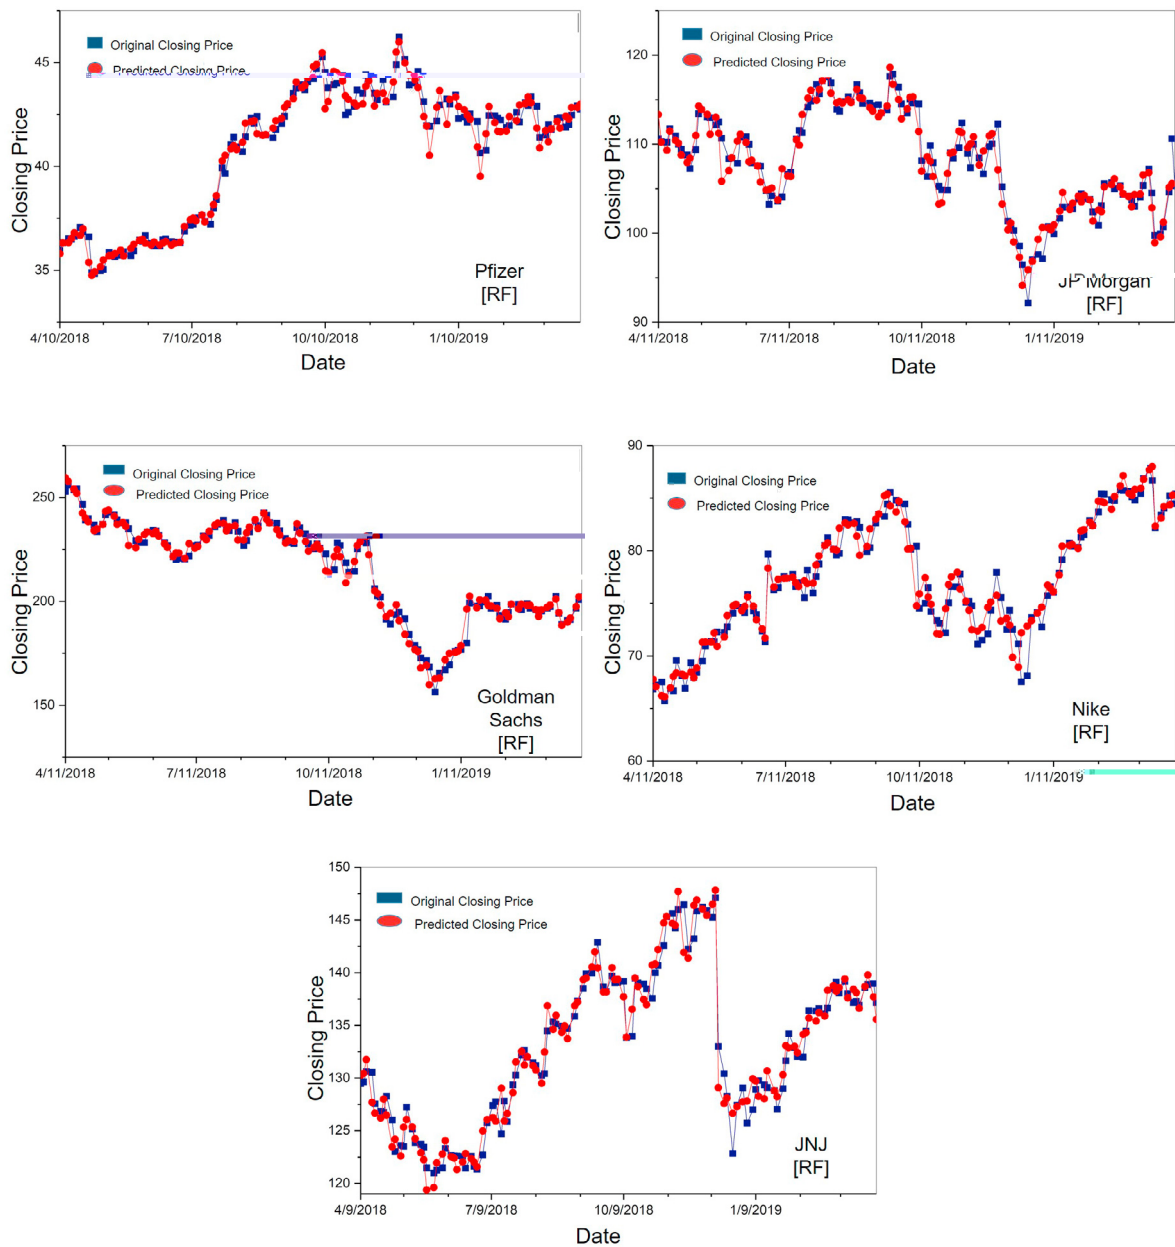 Original Closing Price
Predicted Closing Price
45
40
35
Closing Price
Pfizer
[RF]
4/10/2018
7/10/2018
10/10/2018
1/10/2019
Date
Original Closing Price
Predicted Closing Price
120
110
100
90
Closing Price
JP Morgan
[RF]
4/11/2018
7/11/2018
10/11/2018
1/11/2019
Date
Original Closing Price
Predicted Closing Price
250
200
150
Closing Price
Goldman
Sachs
[RF]
4/11/2018
7/11/2018
10/11/2018
1/11/2019
Date
Original Closing Price
Predicted Closing Price
90
80
70
60
Closing Price
Nike
[RF]
4/11/2018
7/11/2018
10/11/2018
1/11/2019
Date
Original Closing Price
Predicted Closing Price
150
145
140
135
130
125
120
Closing Price
JNJ
[RF]
4/9/2018
7/9/2018
10/9/2018
1/9/2019
Date